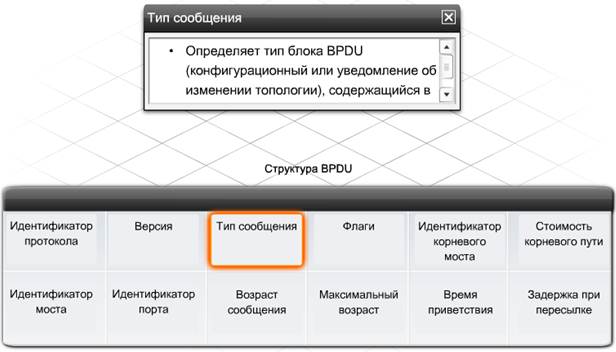 Тип сообщения
• Определяет тип блока BPDU
(конфигурационный или уведомление об
изменении топологии), содержащийся в
Структура BPDU
Идентификатор
протокола
Версия
Тип сообщения
Флаги
Идентификатор
корневого
моста
Стоимость
корневого пути
Идентификатор
моста
Идентификатор
порта
Возраст
сообщения
Максимальный
возраст
Время
приветствия
Задержка при
пересылке